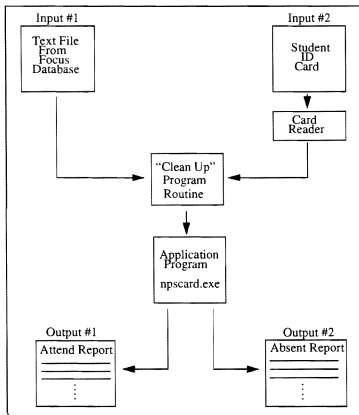 Input #1
Input #2
Text File
From
Focus
Database
Student
ID
Card
Card
Reader
"Clean Up"
Program
Routine
Application
Program
npscard.exe
Output #1
Output #2
Attend Report
Absent Report